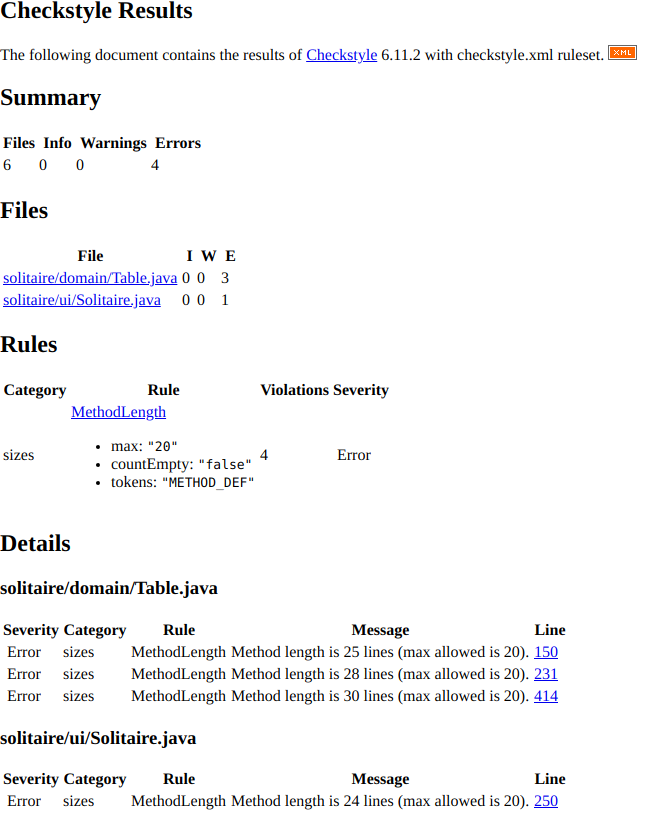 Checkstyle Results
The following document contains the results of Checkstyle 6.11.2 with checkstyle.xml ruleset. XML
Summary
Files Info Warnings Errors
6 0 0 4
Files
File I W E
solitaire/domain/Table.java 0 0 3
solitaire/ui/Solitaire.java 0 0 1
Rules
Category Rule Violations Severity
MethodLength
sizes 4 Error
• max: "20"
• countEmpty: "false"
• tokens: "METHOD_DEF"
Details
solitaire/domain/Table.java
Severity Category Rule Message Line
Error sizes MethodLength Method length is 25 lines (max allowed is 20). 150
Error sizes MethodLength Method length is 28 lines (max allowed is 20). 231
Error sizes MethodLength Method length is 30 lines (max allowed is 20). 414
solitaire/ui/Solitaire.java
Severity Category Rule Message Line
Error sizes MethodLength Method length is 24 lines (max allowed is 20). 250